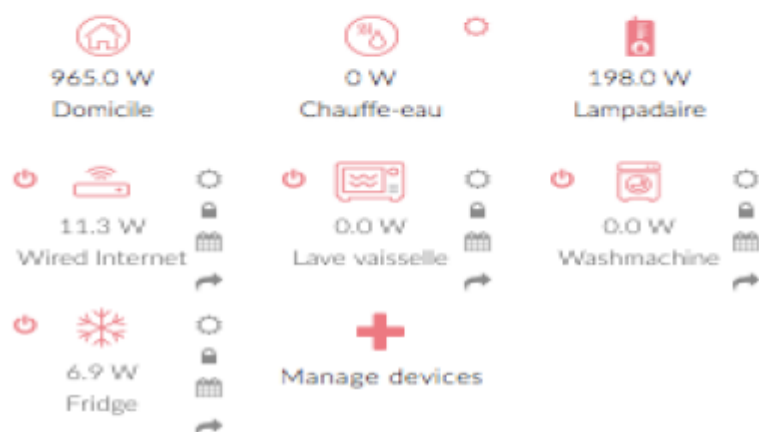 965.0 W
Domicile
0 W
Chauffe-eau
198.0 W
Lampadaire
11.3 W
Wired Internet
0.0 W
Lave vaisselle
0.0 W
Washmachine
6.9 W
Fridge
Manage devices